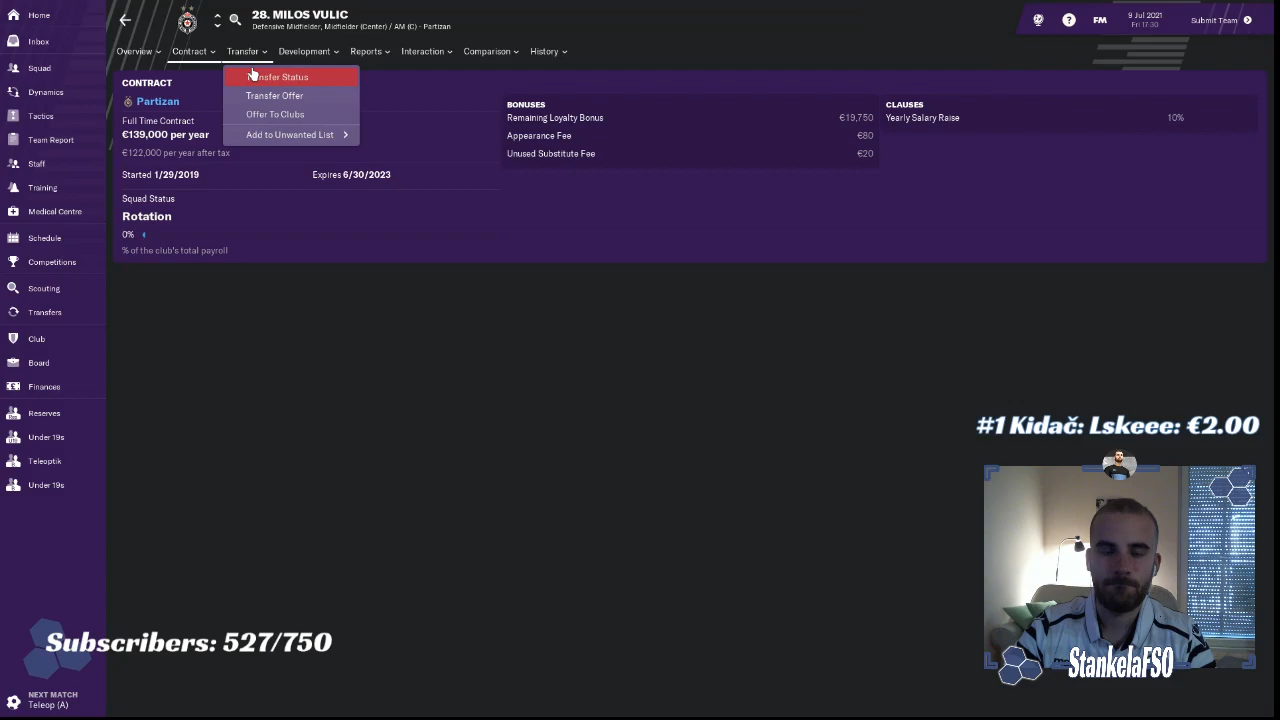 28. MILOS VULIC
Defensive Midfielder, Midfielder (Center) / AM (C) - Partizan
FM
9 Jul 2021
Fri 17:30
Submit Team
Overview
Contract
Transfer
Development
Reports
Interaction
Comparison
History
Home
Inbox
Squad
Dynamics
Tactics
Team Report
Staff
Training
Medical Centre
Schedule
Competitions
Scouting
Transfers
Club
Board
Finances
Reserves
Under 19s
Teleoptik
Under 19s
NEXT MATCH
Teleop (A)
CONTRACT
Partizan
Full Time Contract
€139,000 per year
€122,000 per year after tax
Started 1/29/2019
Expires 6/30/2023
Squad Status
Rotation
0%
% of the club's total payroll
Transfer Status
Transfer Offer
Offer To Clubs
Add to Unwanted List
BONUSES
Remaining Loyalty Bonus €19,750
Appearance Fee €80
Unused Substitute Fee €20
CLAUSES
Yearly Salary Raise 10%
#1 Kidač: Lskeee: €2.00
StankelaFSO
Subscribers: 527/750